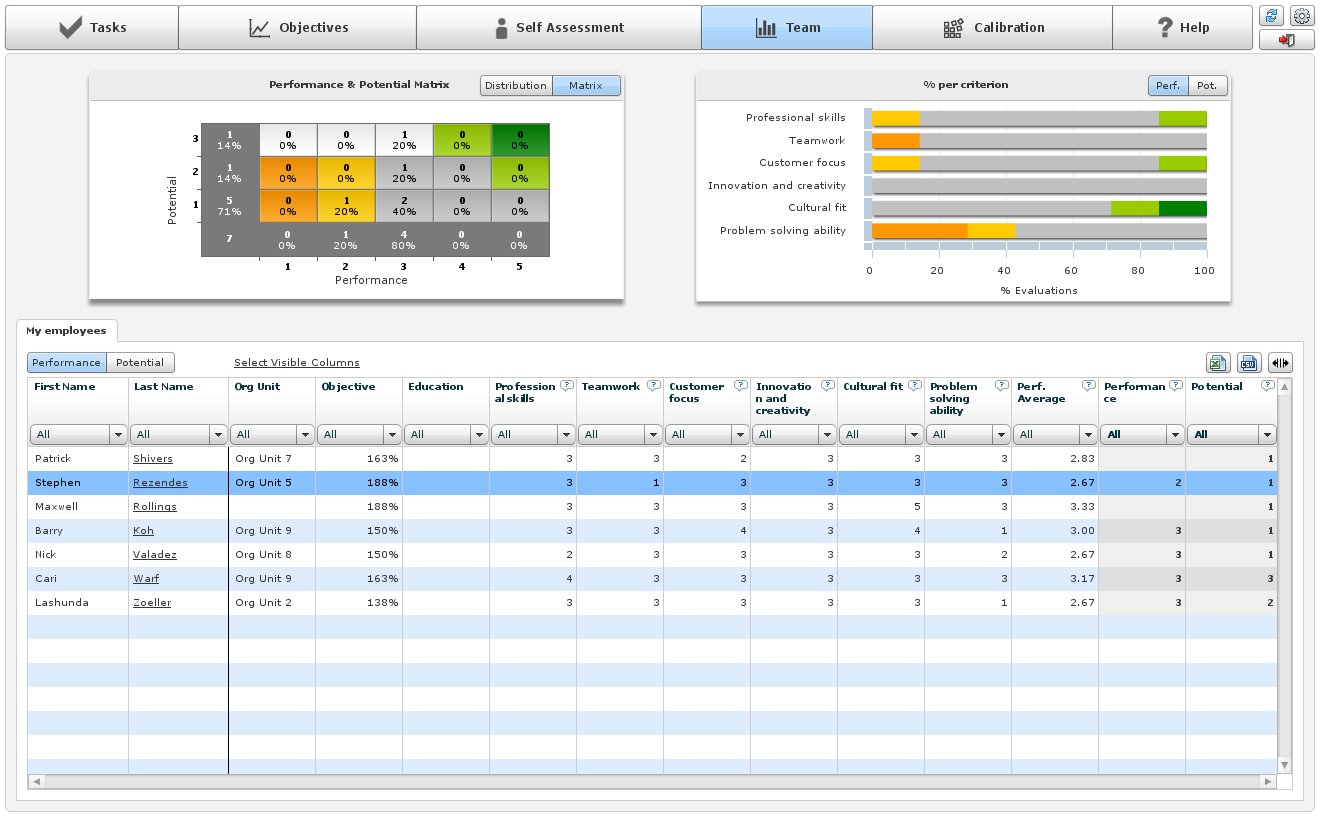 Tasks
Objectives
Self Assessment
Team
Calibration
? Help
Performance & Potential Matrix
Distribution
Matrix
3 1 0 0 1 0 0
14% 0% 0% 20% 0% 0%
2 1 0 0 1 0 0
14% 0% 0% 20% 0% 0%
1 5 0 1 2 0 0
71% 0% 20% 40% 0% 0%
7 0 1 4 0 0
0% 20% 80% 0% 0%
1 2 3 4 5
Potential
Performance
% per criterion
Perf.
Pot.
Professional skills
Teamwork
Customer focus
Innovation and creativity
Cultural fit
Problem solving ability
0 20 40 60 80 100
% Evaluations
My employees
Performance
Potential
Select Visible Columns
CSV
First Name
Last Name
Org Unit
Objective
Education
Profession
al skills
?
Teamwork ?
Customer
focus
?
Innovatio
n and
creativity
?
Cultural fit ?
Problem
solving
ability
?
Perf.
Average
?
Performan
ce
?
Potential ?
All All All All All All All All All All All All All All
Patrick Shivers Org Unit 7 163% 3 3 2 3 3 3 2.83 1
Stephen Rezendes Org Unit 5 188% 3 1 3 3 3 3 2.67 2 1
Maxwell Rollings 188% 3 3 3 3 5 3 3.33 1
Barry Koh Org Unit 9 150% 3 3 4 3 4 1 3.00 3 1
Nick Valadez Org Unit 8 150% 2 3 3 3 3 2 2.67 3 1
Cari Warf Org Unit 9 163% 4 3 3 3 3 3 3.17 3 3
Lashunda Zoeller Org Unit 2 138% 3 3 3 3 3 1 2.67 3 2